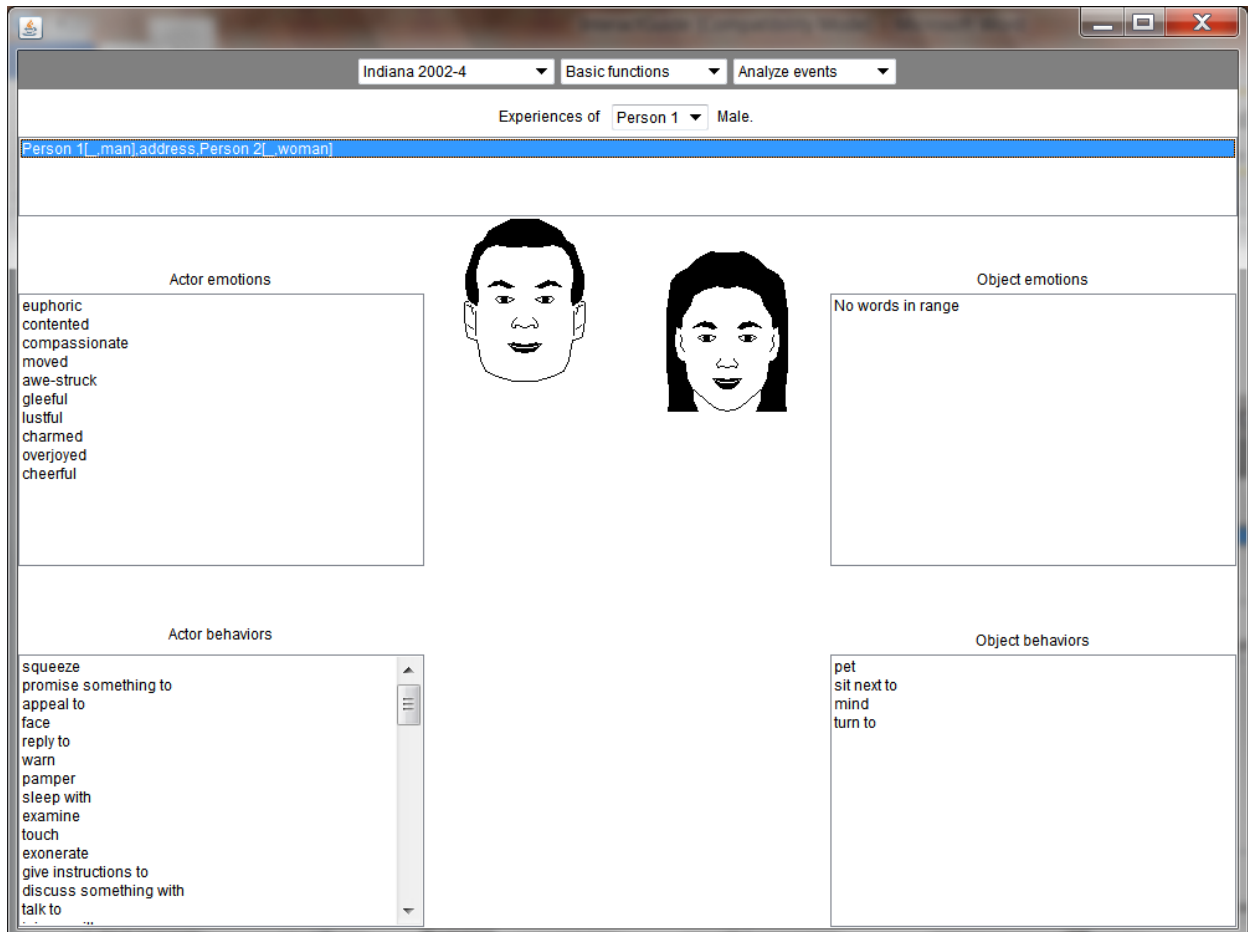 Indiana 2002-4 Basic functions Analyze events
Experiences of Person 1 Male.
Person 1[_,man],address,Person 2[_,woman]
Actor emotions
euphoric
contented
compassionate
moved
awe-struck
gleeful
lustful
charmed
overjoyed
cheerful
Object emotions
No words in range
Actor behaviors
squeeze
promise something to
appeal to
face
reply to
warn
pamper
sleep with
examine
touch
exonerate
give instructions to
discuss something with
talk to
Object behaviors
pet
sit next to
mind
turn to